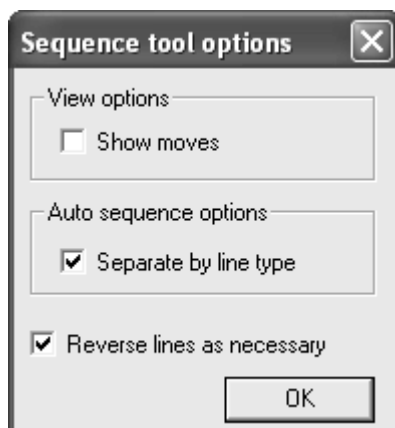 Sequence tool options
View options
Show moves
Auto sequence options
Separate by line type
Reverse lines as necessary
OK